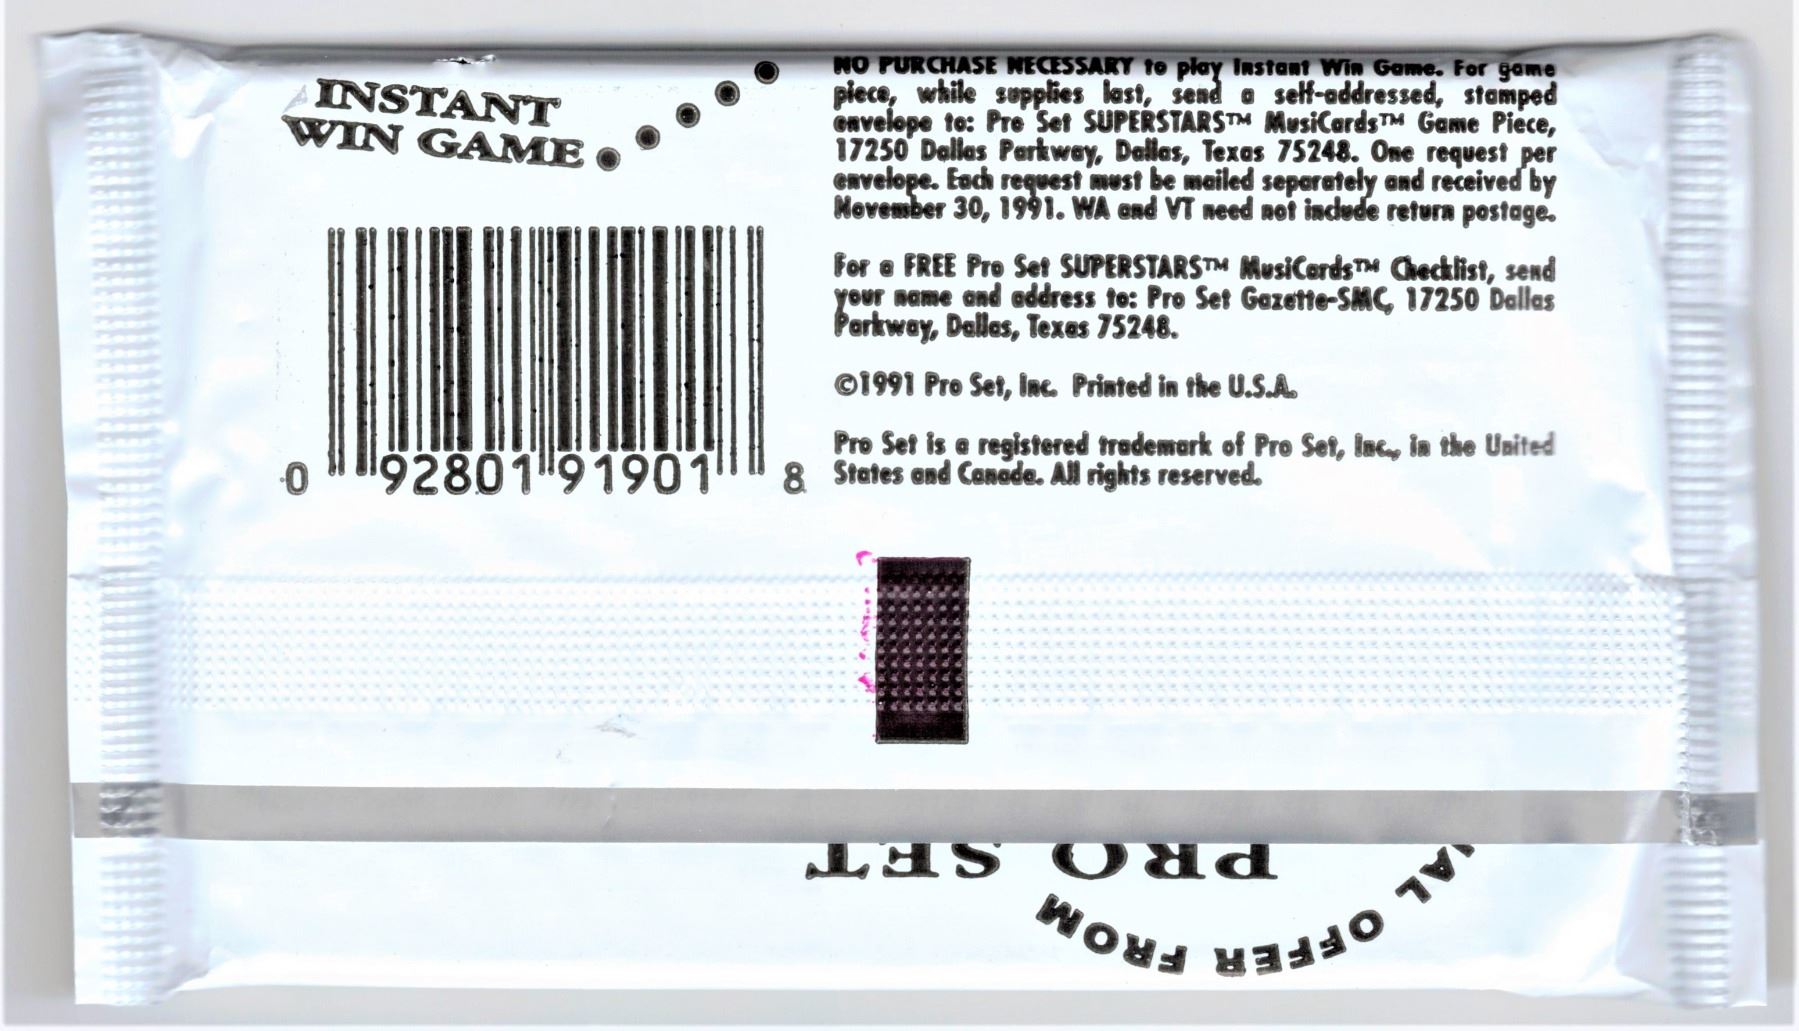 INSTANT
WIN GAME
NO PURCHASE NECESSARY to play Instant Win Game. For game
piece, while supplies last, send a self-addressed, stamped
envelope to: Pro Set SUPERSTARS™ MusiCards™ Game Piece,
17250 Dallas Parkway, Dallas, Texas 75248. One request per
envelope. Each request must be mailed separately and received by
November 30, 1991. WA and VT need not include return postage.
For a FREE Pro Set SUPERSTARS™ MusiCards™ Checklist, send
your name and address to: Pro Set Gazette-SMC, 17250 Dallas
Parkway, Dallas, Texas 75248.
©1991 Pro Set, Inc. Printed in the U.S.A.
Pro Set is a registered trademark of Pro Set, Inc., in the United
States and Canada. All rights reserved.
0 92801 91901 8
OFFER FROM
PRO SET